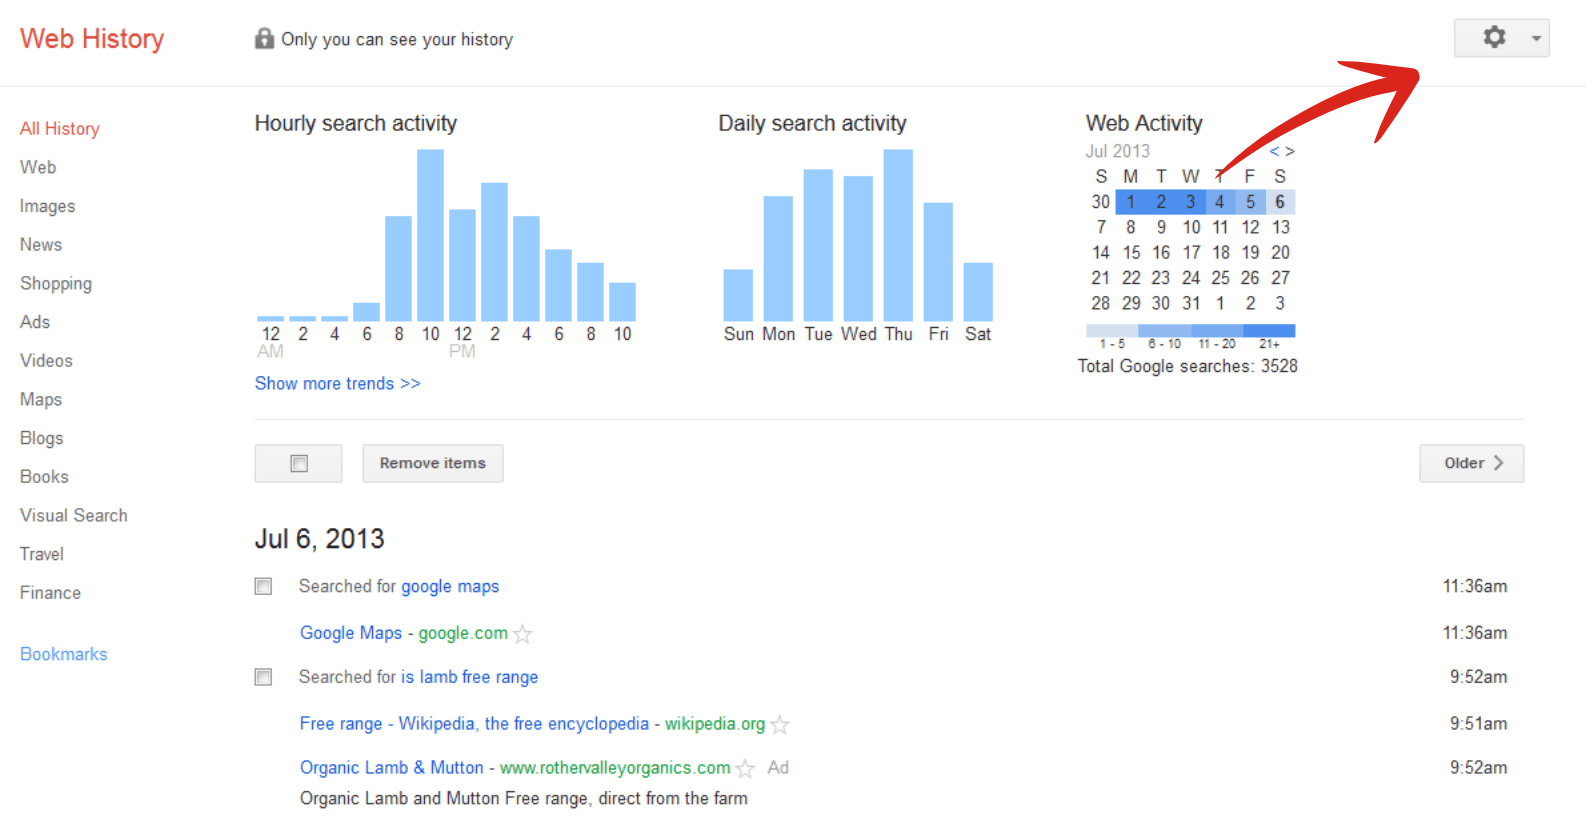 Web History
Only you can see your history
All History
Web
Images
News
Shopping
Ads
Videos
Maps
Blogs
Books
Visual Search
Travel
Finance
Bookmarks
Hourly search activity
12 2 4 6 8 10 12 2 4 6 8 10
AM PM
Show more trends >>
Daily search activity
Sun Mon Tue Wed Thu Fri Sat
Web Activity
Jul 2013 < >
S M T W T F S
30 1 2 3 4 5 6
7 8 9 10 11 12 13
14 15 16 17 18 19 20
21 22 23 24 25 26 27
28 29 30 31 1 2 3
1 - 5 6 - 10 11 - 20 21+
Total Google searches: 3528
Remove items
Older
Jul 6, 2013
Searched for google maps 11:36am
Google Maps - google.com 11:36am
Searched for is lamb free range 9:52am
Free range - Wikipedia, the free encyclopedia - wikipedia.org 9:51am
Organic Lamb & Mutton - www.rothervalleyorganics.com Ad 9:52am
Organic Lamb and Mutton Free range, direct from the farm